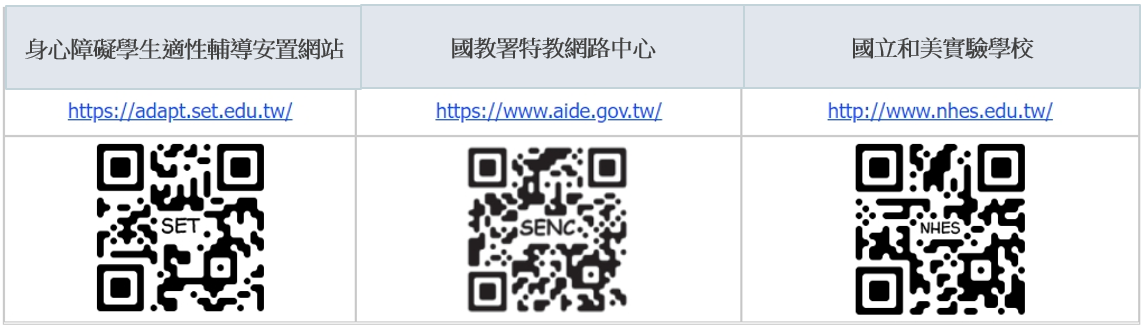 身心障礙學生適性輔導安置網站
國教署特教網路中心
國立和美實驗學校
https://adapt.set.edu.tw/
https://www.aide.gov.tw/
http://www.nhes.edu.tw/
SET
SENC
NHES